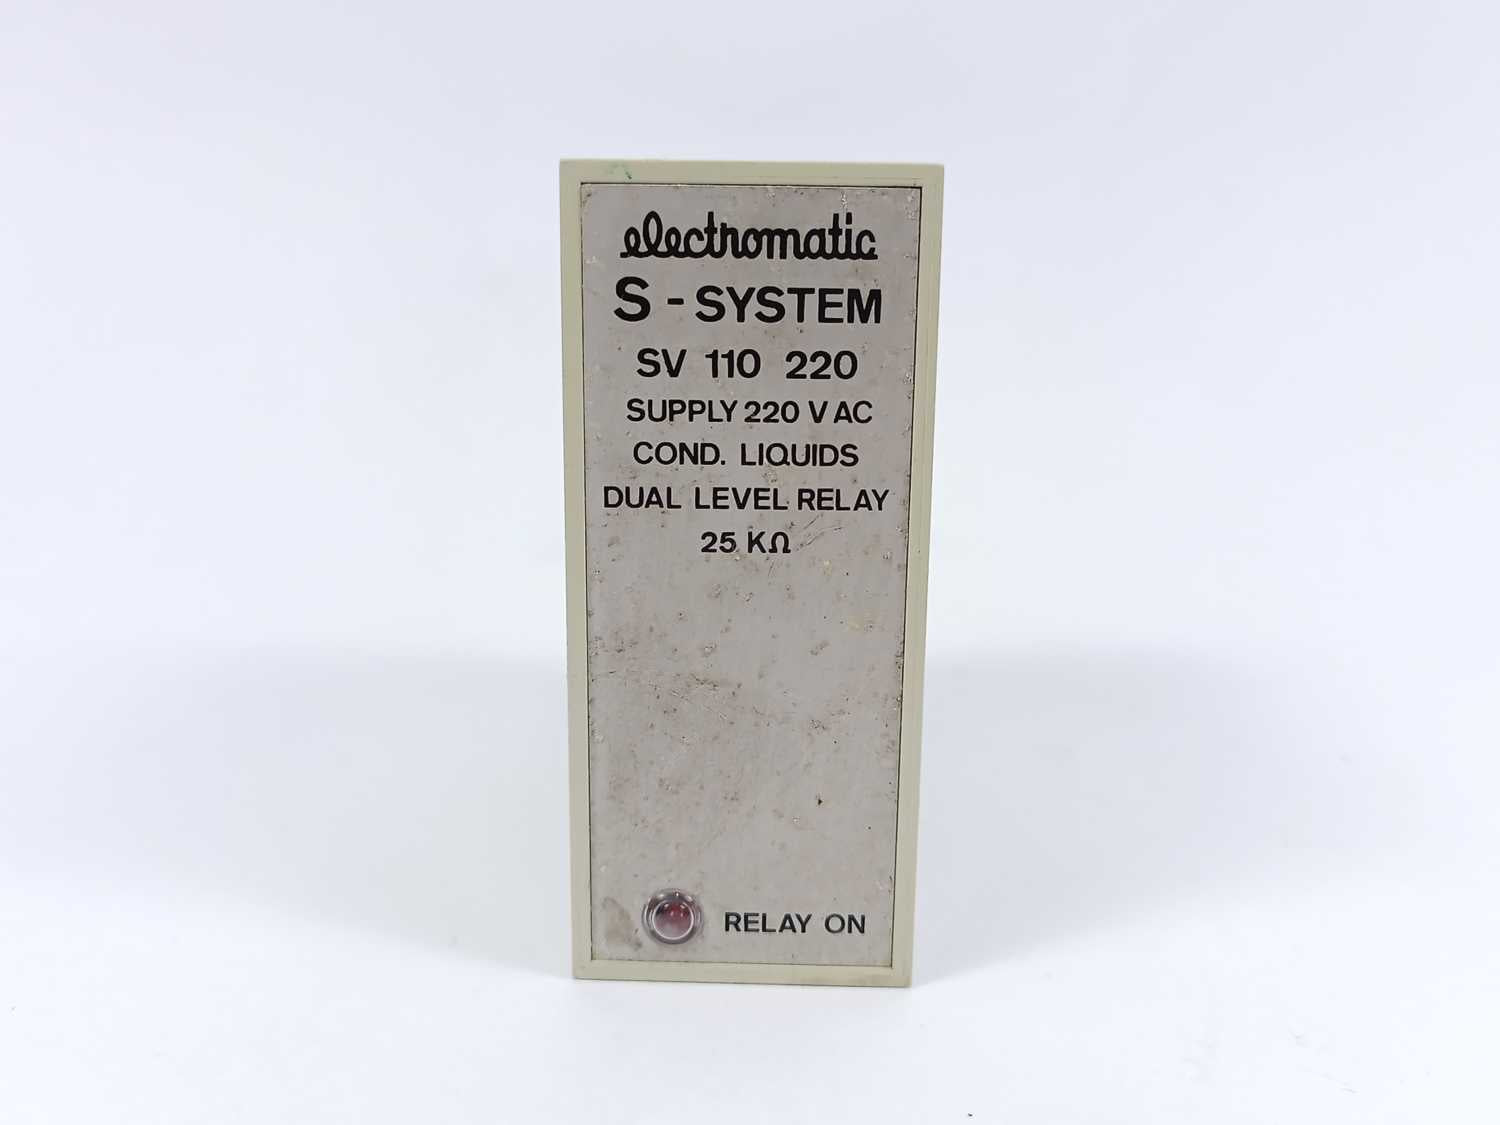 electromatic
S - SYSTEM
SV 110 220
SUPPLY 220 V AC
COND. LIQUIDS
DUAL LEVEL RELAY
25 KΩ
RELAY ON